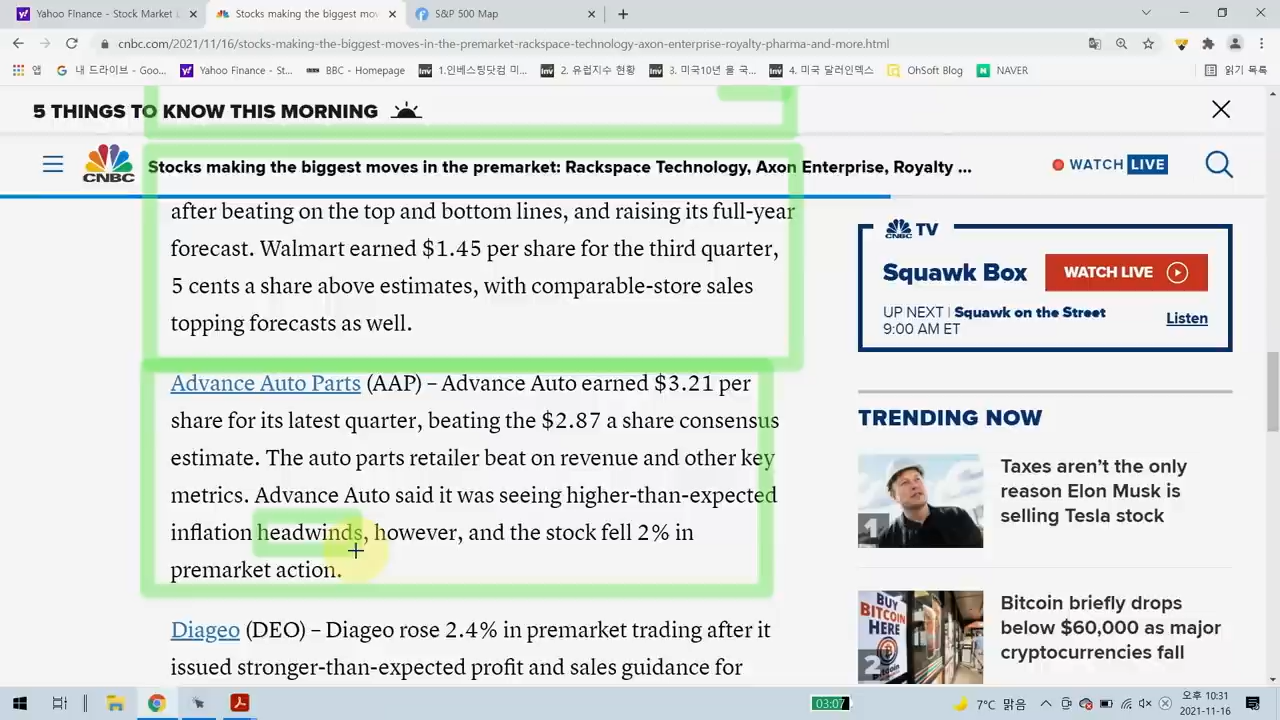 Yahoo Finance - Stock Market L
Stocks making the biggest mov
S&P 500 Map
cnbc.com/2021/11/16/stocks-making-the-biggest-moves-in-the-premarket-rackspace-technology-axon-enterprise-royalty-pharma-and-more.html
앱
내 드라이브 - Goo...
Yahoo Finance - St...
BBC - Homepage
1.인베스팅닷컴 미...
2. 유럽지수 현황
3. 미국10년 물 국...
4. 미국 달러인덱스
OhSoft Blog
NAVER
읽기 목록
5 THINGS TO KNOW THIS MORNING
CNBC
Stocks making the biggest moves in the premarket: Rackspace Technology, Axon Enterprise, Royalty ...
WATCH LIVE
after beating on the top and bottom lines, and raising its full-year
forecast. Walmart earned $1.45 per share for the third quarter,
5 cents a share above estimates, with comparable-store sales
topping forecasts as well.
Advance Auto Parts (AAP) – Advance Auto earned $3.21 per
share for its latest quarter, beating the $2.87 a share consensus
estimate. The auto parts retailer beat on revenue and other key
metrics. Advance Auto said it was seeing higher-than-expected
inflation headwinds, however, and the stock fell 2% in
premarket action.
Diageo (DEO) – Diageo rose 2.4% in premarket trading after it
issued stronger-than-expected profit and sales guidance for
CNBC TV
Squawk Box
WATCH LIVE
UP NEXT | Squawk on the Street
9:00 AM ET
Listen
TRENDING NOW
1
Taxes aren’t the only
reason Elon Musk is
selling Tesla stock
BUY
BITCOIN
HERE
2
Bitcoin briefly drops
below $60,000 as major
cryptocurrencies fall
03:07
7°C 맑음
오후 10:31
2021-11-16